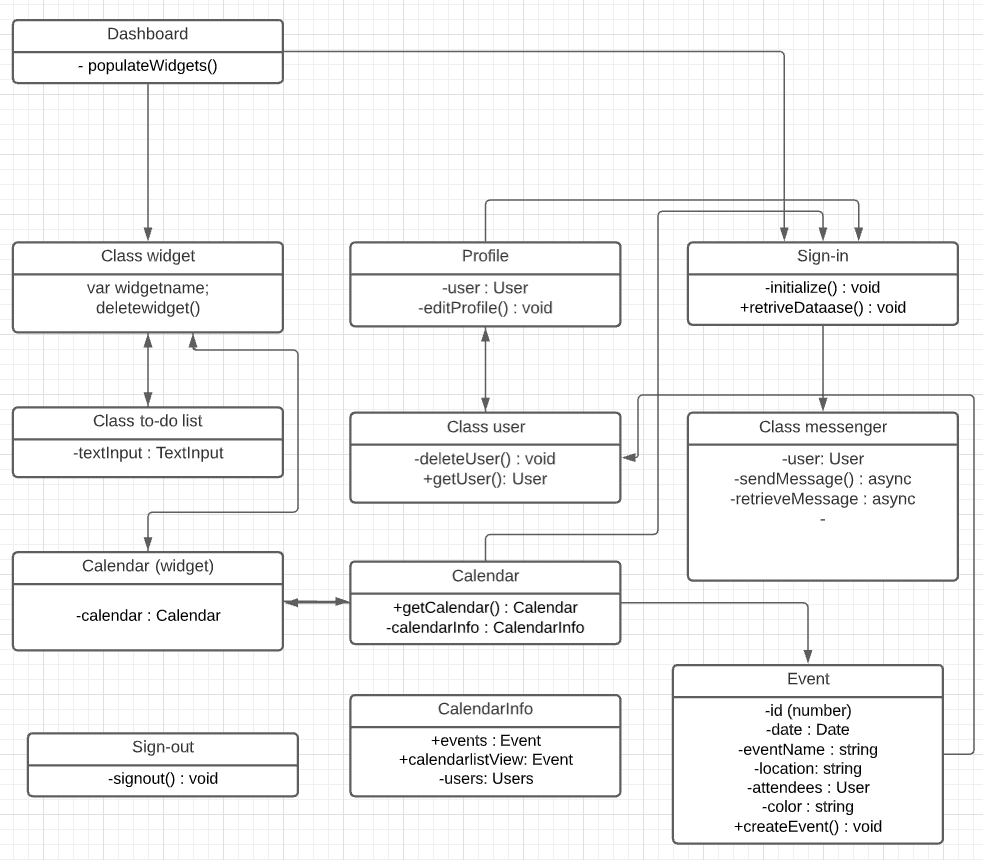 Dashboard
- populateWidgets()
Class widget
var widgetname;
deletewidget()
Profile
-user : User
-editProfile() : void
Sign-in
-initialize() : void
+retriveDataase() : void
Class to-do list
-textInput : TextInput
Class user
-deleteUser() : void
+getUser(): User
Class messenger
-user: User
-sendMessage() : async
-retrieveMessage : async
-
Calendar (widget)
-calendar : Calendar
Calendar
+getCalendar() : Calendar
-calendarInfo : CalendarInfo
Event
-id (number)
-date : Date
-eventName : string
-location: string
-attendees : User
-color : string
+createEvent() : void
CalendarInfo
+events : Event
+calendarlistView: Event
-users: Users
Sign-out
-signout() : void